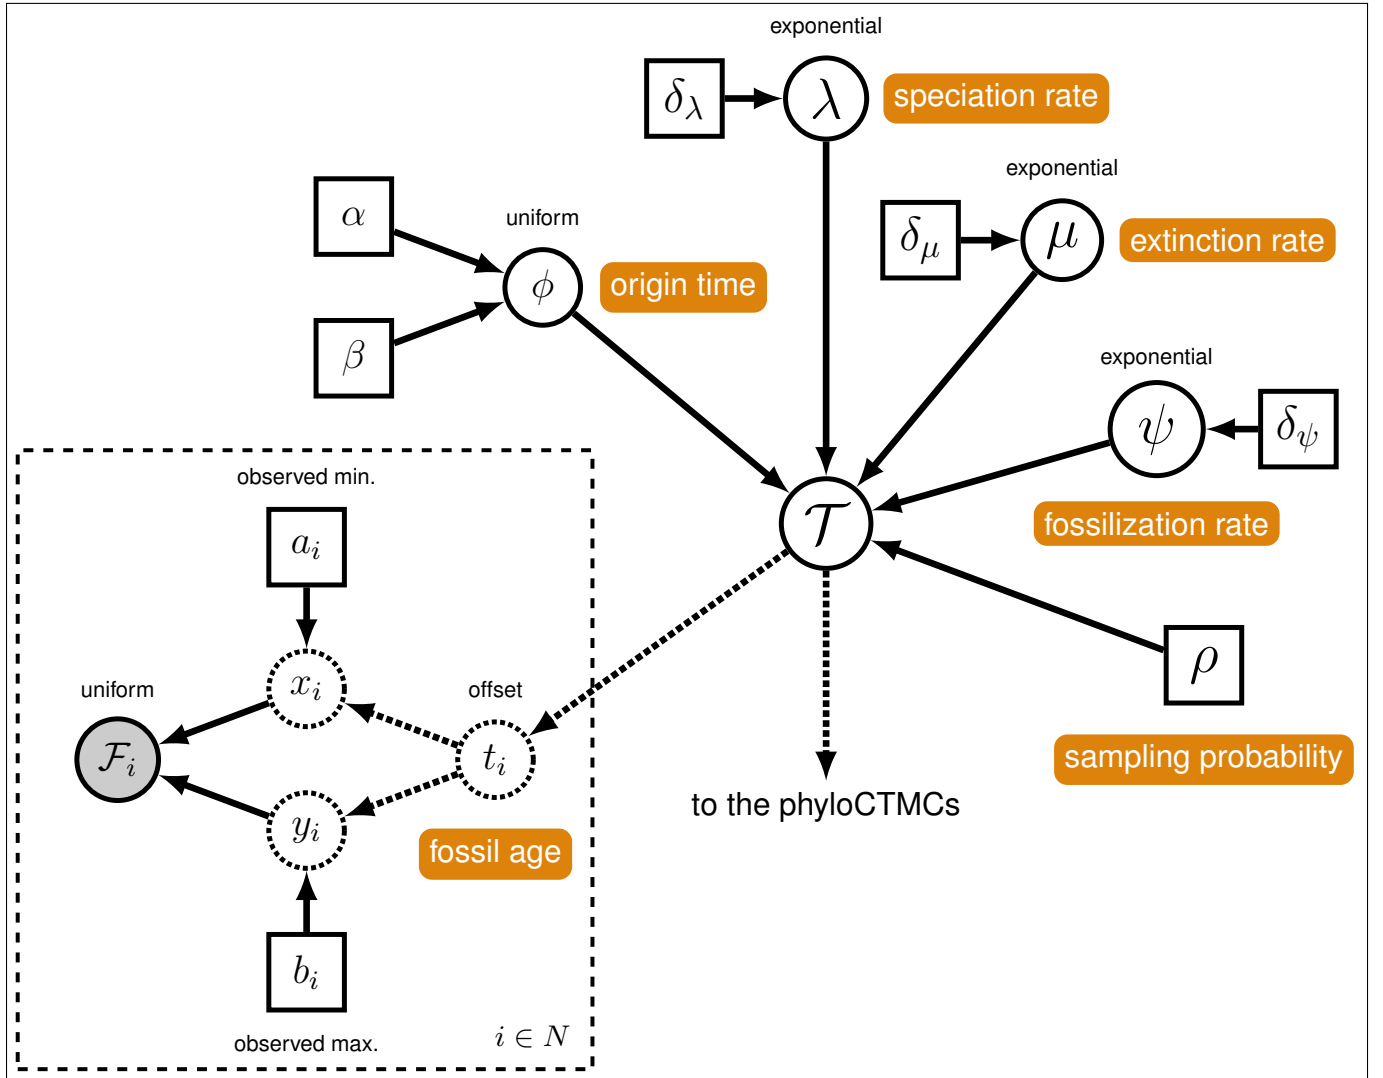 exponential
δ_λ
λ
speciation rate
exponential
α
uniform
δ_μ
μ
extinction rate
ϕ
origin time
β
exponential
ψ
δ_ψ
observed min.
fossilization rate
𝒯
a_i
ρ
x_i
uniform
offset
ℱ_i
t_i
sampling probability
to the phyloCTMCs
y_i
fossil age
b_i
i ∈ N
observed max.